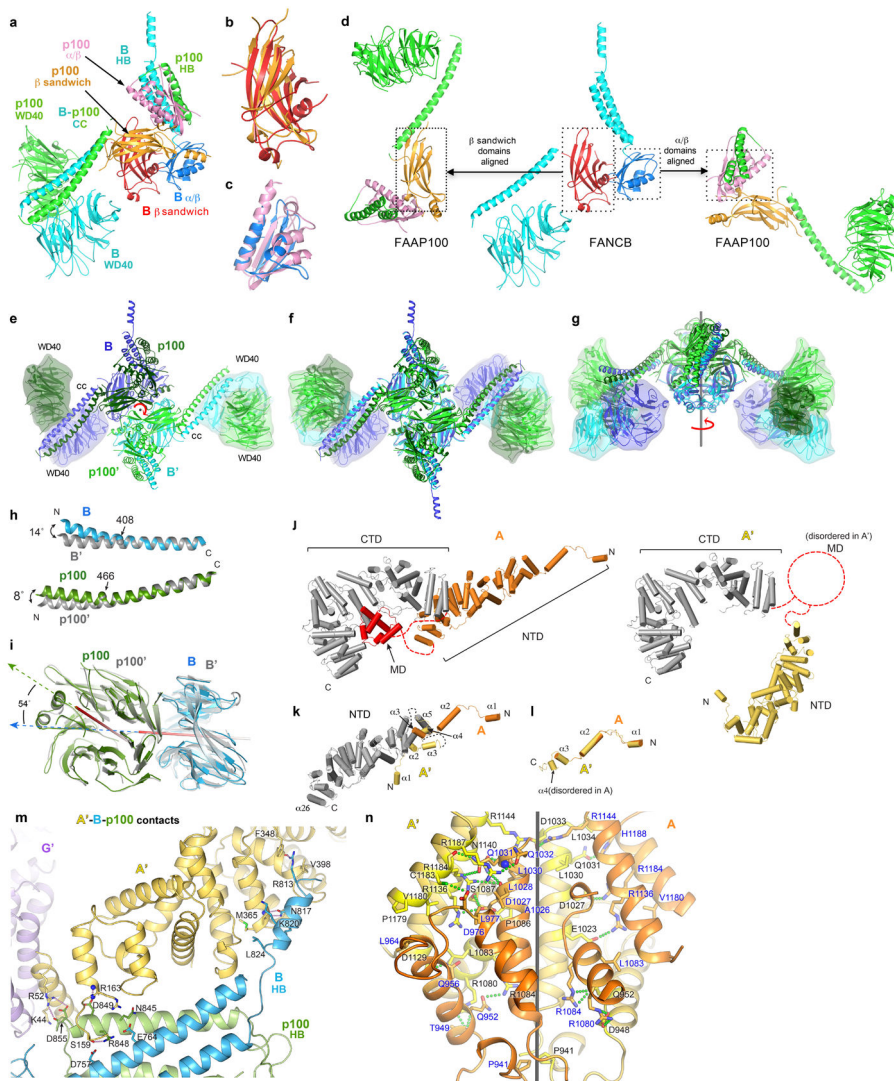 a
p100
α/β
B
HB
p100
HB
p100
β sandwich
p100
WD40
B-p100
CC
B α/β
B β sandwich
B
WD40
b
c
d
β sandwich
domains
aligned
α/β
domains
aligned
FAAP100
FANCB
FAAP100
e
WD40
B
p100
WD40
cc
cc
WD40
p100'
B'
WD40
f
g
h
N
B
408
14°
B'
C
p100
466
C
8°
N
p100'
i
p100
p100'
B
B'
54°
j
CTD
A
N
NTD
MD
C
CTD
A'
(disordered in A')
MD
C
NTD
k
NTD
α3
α5
α2
α1
N
A
α4
α2
α3
α1
A'
α26
C
l
A
α1
α2
N
α3
C
A'
α4(disordered in A)
m
A'-B-p100 contacts
G'
A'
F348
V398
R813
N817
M365
K820
L824
B
HB
R163
R52
D849
N845
K44
D855
S159
R848
E764
D757
p100
HB
n
A'
R1144
D1033
R1144
A
R1187
N1140
L1034
H1188
Q1031
Q1032
R1184
Q1031
C1183
L1030
L1030
R1184
R1136
S1087
L1028
R1136
V1180
D1027
D1027
V1180
A1026
P1179
L977
P1086
D976
E1023
L964
L1083
L1083
D1129
Q956
R1080
R1084
Q952
R1084
Q952
R1080
D948
T949
P941
P941